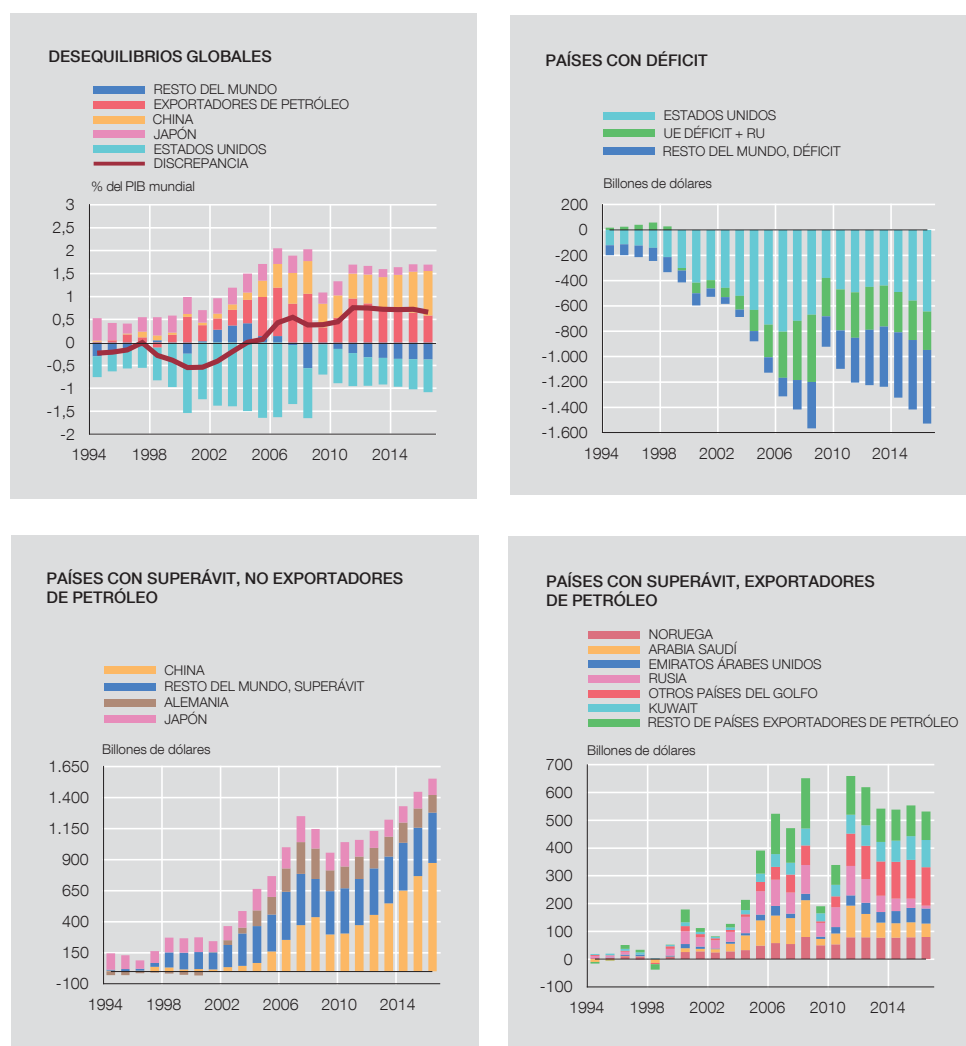 DESEQUILIBRIOS GLOBALES
RESTO DEL MUNDO
EXPORTADORES DE PETRÓLEO
CHINA
JAPÓN
ESTADOS UNIDOS
DISCREPANCIA
% del PIB mundial
3
2,5
2
1,5
1
0,5
0
-0,5
-1
-1,5
-2
1994 1998 2002 2006 2010 2014
PAÍSES CON DÉFICIT
ESTADOS UNIDOS
UE DÉFICIT + RU
RESTO DEL MUNDO, DÉFICIT
Billones de dólares
200
0
-200
-400
-600
-800
-1.000
-1.200
-1.400
-1.600
1994 1998 2002 2006 2010 2014
PAÍSES CON SUPERÁVIT, NO EXPORTADORES
DE PETRÓLEO
CHINA
RESTO DEL MUNDO, SUPERÁVIT
ALEMANIA
JAPÓN
Billones de dólares
1.650
1.400
1.150
900
650
400
150
-100
1994 1998 2002 2006 2010 2014
PAÍSES CON SUPERÁVIT, EXPORTADORES
DE PETRÓLEO
NORUEGA
ARABIA SAUDÍ
EMIRATOS ÁRABES UNIDOS
RUSIA
OTROS PAÍSES DEL GOLFO
KUWAIT
RESTO DE PAÍSES EXPORTADORES DE PETRÓLEO
Billones de dólares
700
600
500
400
300
200
100
0
-100
1994 1998 2002 2006 2010 2014